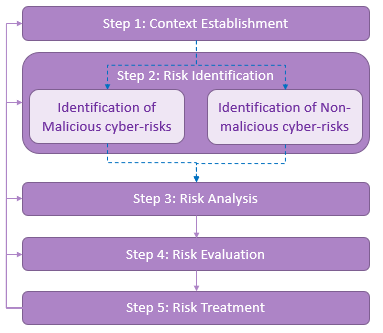 Step 1: Context Establishment
Step 2: Risk Identification
Identification of
Malicious cyber-risks
Identification of Non-
malicious cyber-risks
Step 3: Risk Analysis
Step 4: Risk Evaluation
Step 5: Risk Treatment